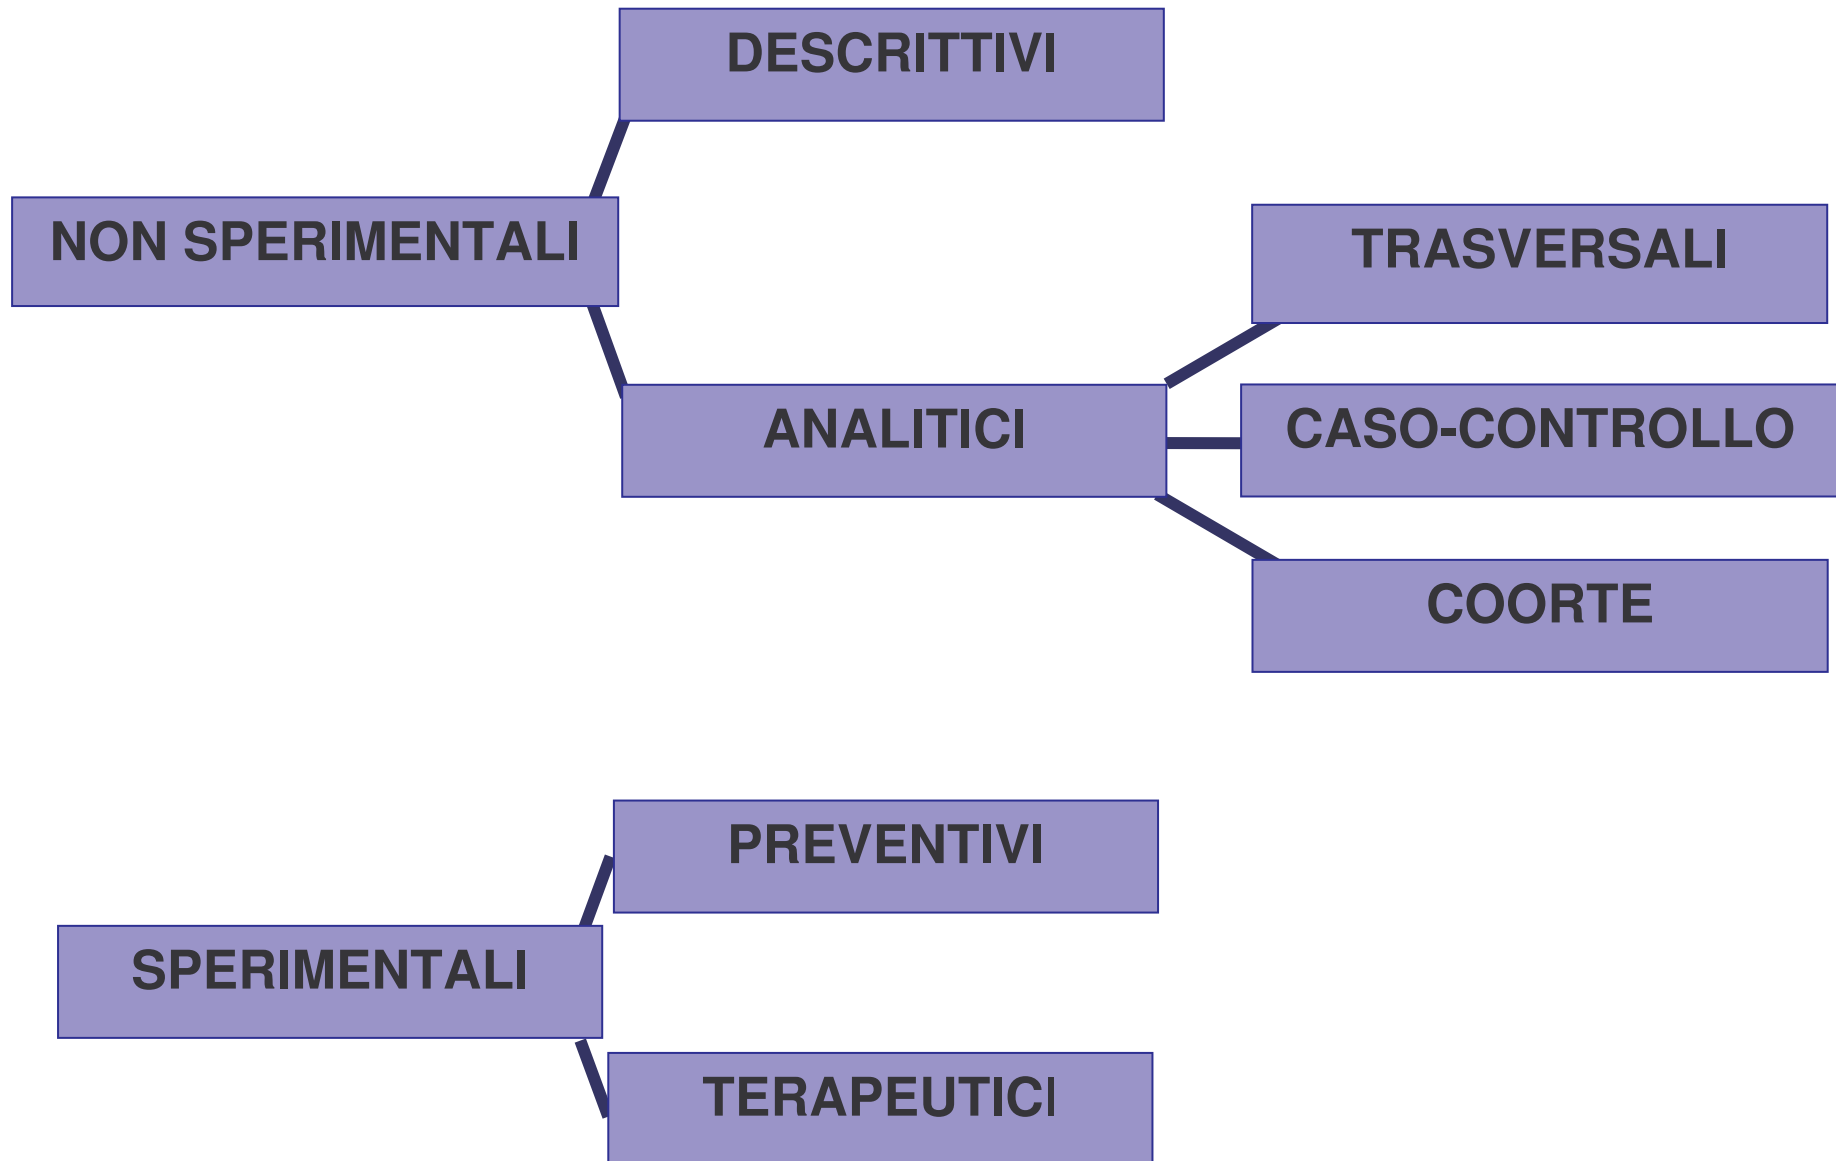 DESCRITTIVI
NON SPERIMENTALI
TRASVERSALI
ANALITICI
CASO-CONTROLLO
COORTE
PREVENTIVI
SPERIMENTALI
TERAPEUTICI